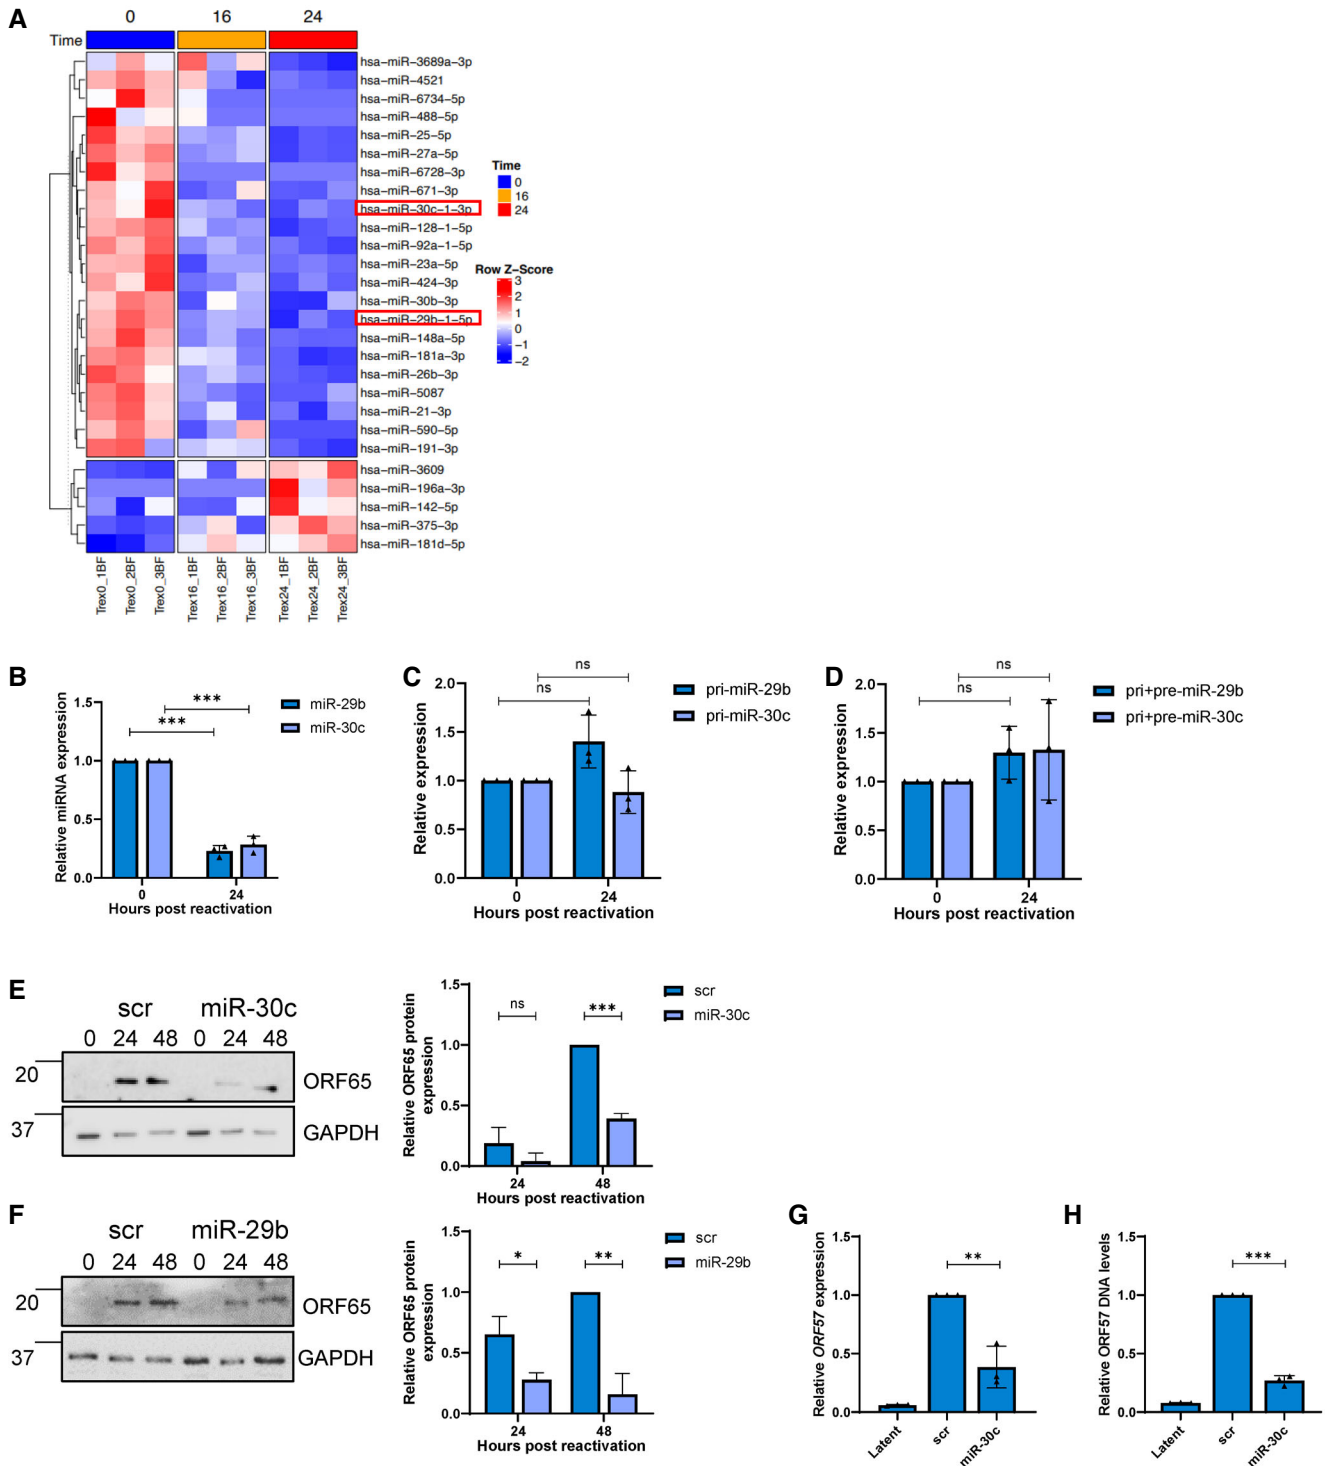 A
0 16 24
Time
hsa-miR-3689a-3p
hsa-miR-4521
hsa-miR-6734-5p
hsa-miR-488-5p
hsa-miR-25-5p
hsa-miR-27a-5p
hsa-miR-6728-3p
hsa-miR-671-3p
hsa-miR-30c-1-3p
hsa-miR-128-1-5p
hsa-miR-92a-1-5p
hsa-miR-23a-5p
hsa-miR-424-3p
hsa-miR-30b-3p
hsa-miR-29b-1-5p
hsa-miR-148a-5p
hsa-miR-181a-3p
hsa-miR-26b-3p
hsa-miR-5087
hsa-miR-21-3p
hsa-miR-590-5p
hsa-miR-191-3p
hsa-miR-3609
hsa-miR-196a-3p
hsa-miR-142-5p
hsa-miR-375-3p
hsa-miR-181d-5p
Trex0_1BF
Trex0_2BF
Trex0_3BF
Trex16_1BF
Trex16_2BF
Trex16_3BF
Trex24_1BF
Trex24_2BF
Trex24_3BF
Time
0
16
24
Row Z-Score
3
2
1
0
-1
-2
B
Relative miRNA expression
1.5
1.0
0.5
0.0
***
***
0 24
Hours post reactivation
miR-29b
miR-30c
C
Relative expression
2.0
1.5
1.0
0.5
0.0
ns
ns
0 24
Hours post reactivation
pri-miR-29b
pri-miR-30c
D
Relative expression
2.0
1.5
1.0
0.5
0.0
ns
ns
0 24
Hours post reactivation
pri+pre-miR-29b
pri+pre-miR-30c
E
scr miR-30c
0 24 48 0 24 48
20
ORF65
37
GAPDH
Relative ORF65 protein
expression
1.5
1.0
0.5
0.0
ns
***
24 48
Hours post reactivation
scr
miR-30c
F
scr miR-29b
0 24 48 0 24 48
20
ORF65
37
GAPDH
Relative ORF65 protein
expression
1.5
1.0
0.5
0.0
*
**
24 48
Hours post reactivation
scr
miR-29b
G
Relative ORF57 expression
1.5
1.0
0.5
0.0
**
Latent
scr
miR-30c
H
Relative ORF57 DNA levels
1.5
1.0
0.5
0.0
***
Latent
scr
miR-30c